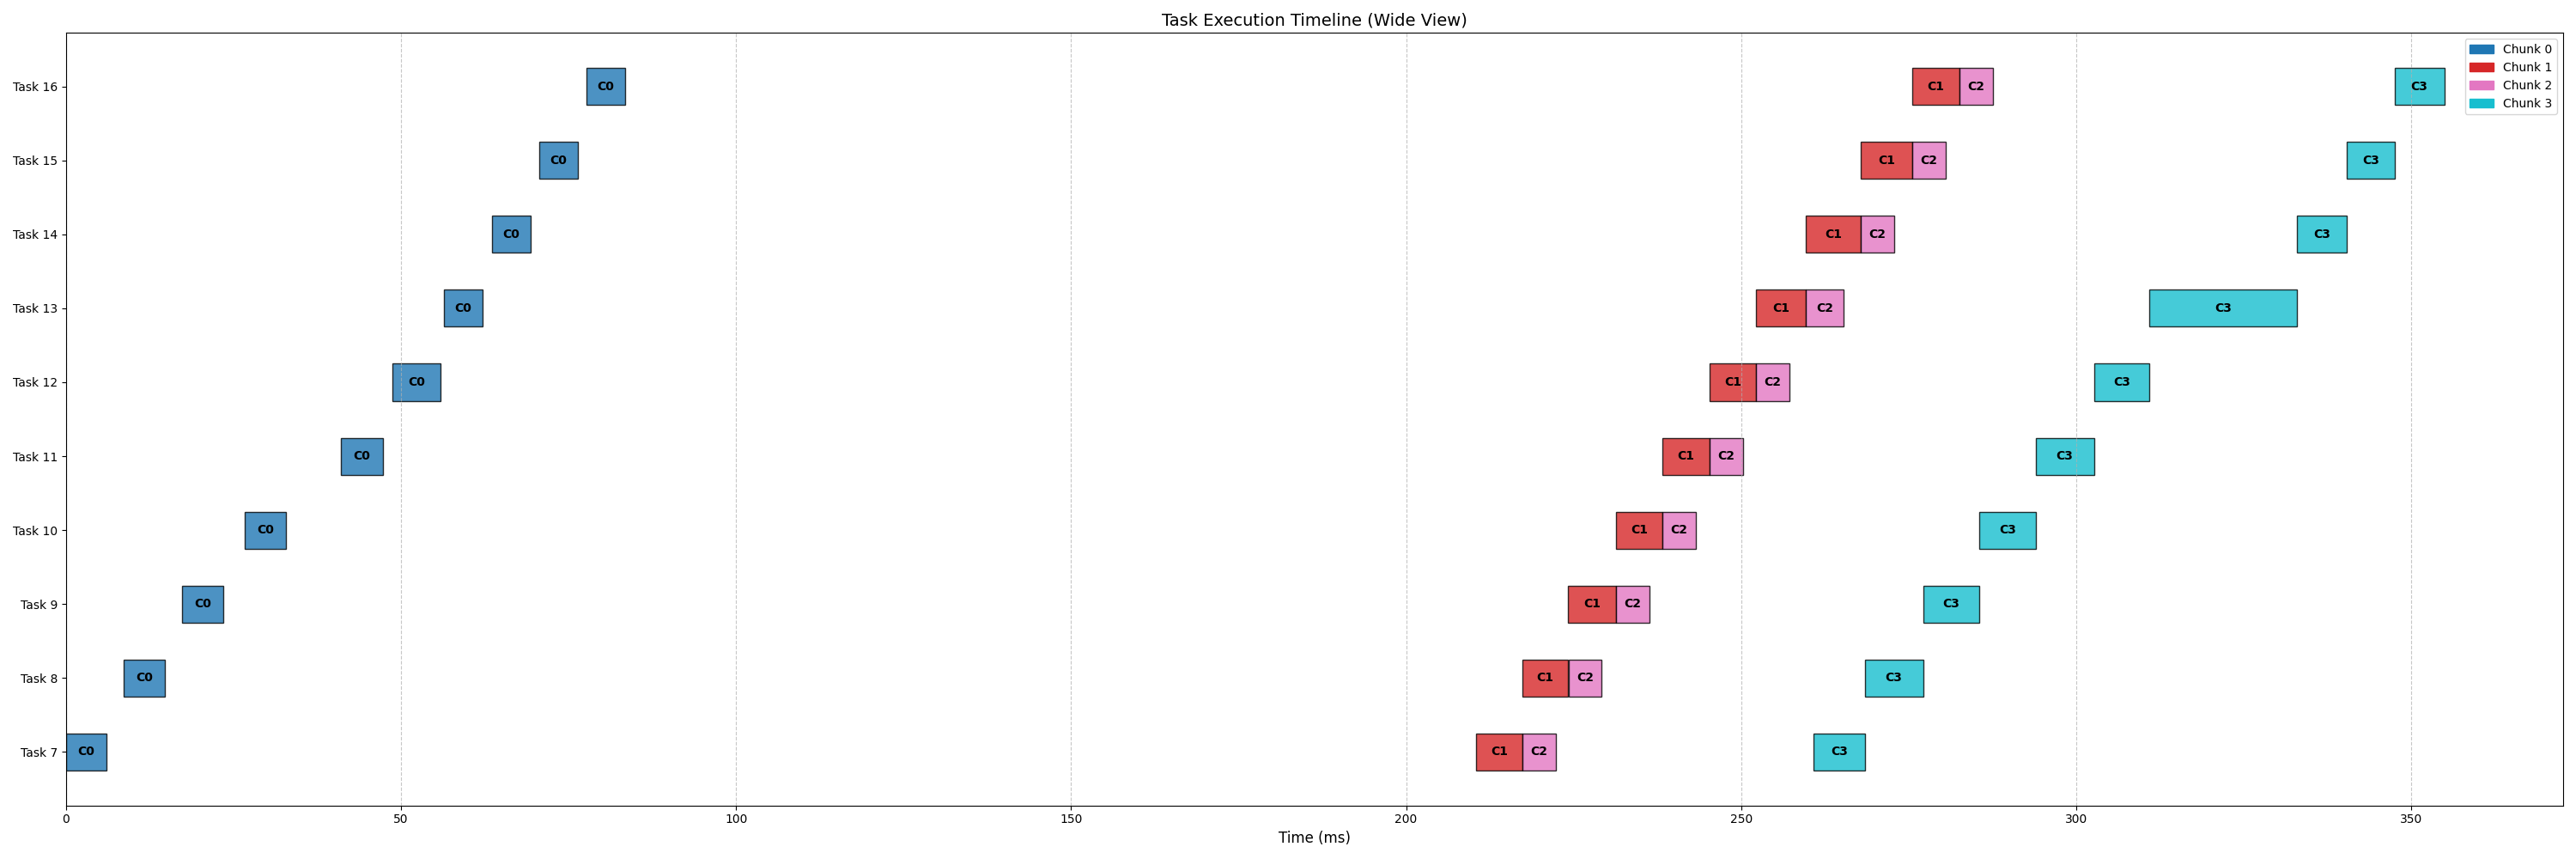 Task Execution Timeline (Wide View)
Chunk 0
Chunk 1
Chunk 2
Chunk 3
Task 16 C0 C1 C2 C3
Task 15 C0 C1 C2 C3
Task 14 C0 C1 C2 C3
Task 13 C0 C1 C2 C3
Task 12 C0 C1 C2 C3
Task 11 C0 C1 C2 C3
Task 10 C0 C1 C2 C3
Task 9 C0 C1 C2 C3
Task 8 C0 C1 C2 C3
Task 7 C0 C1 C2 C3
0 50 100 150 200 250 300 350
Time (ms)